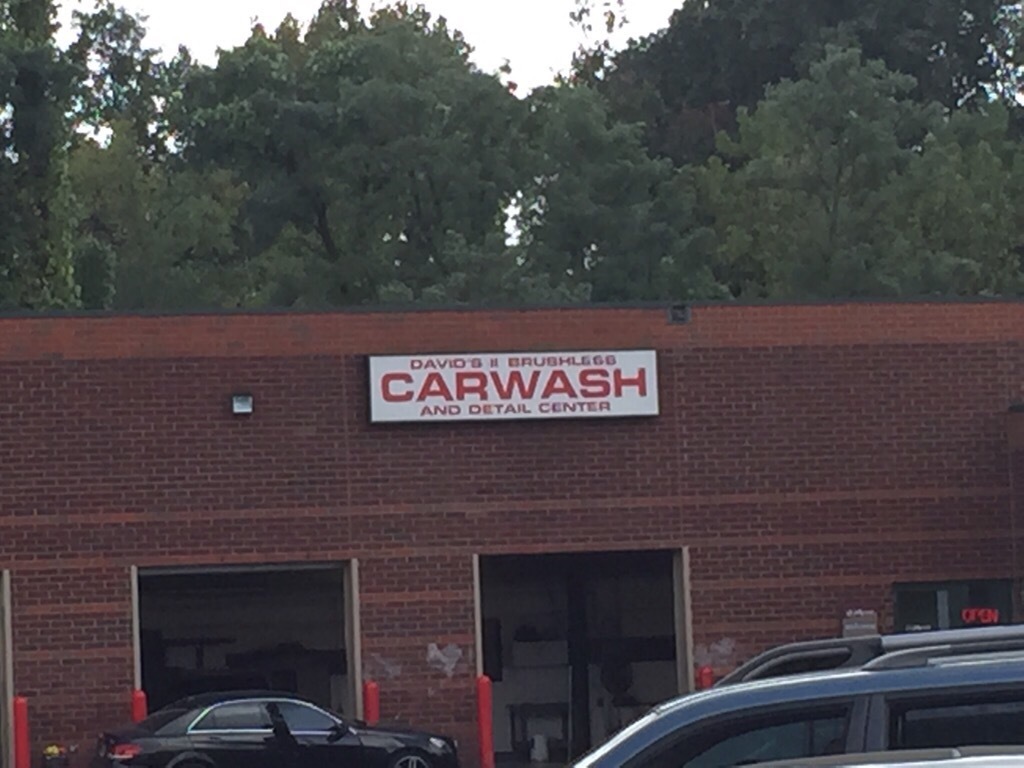 DAVID'S II BRUSHLESS
CARWASH
AND DETAIL CENTER
OPEN